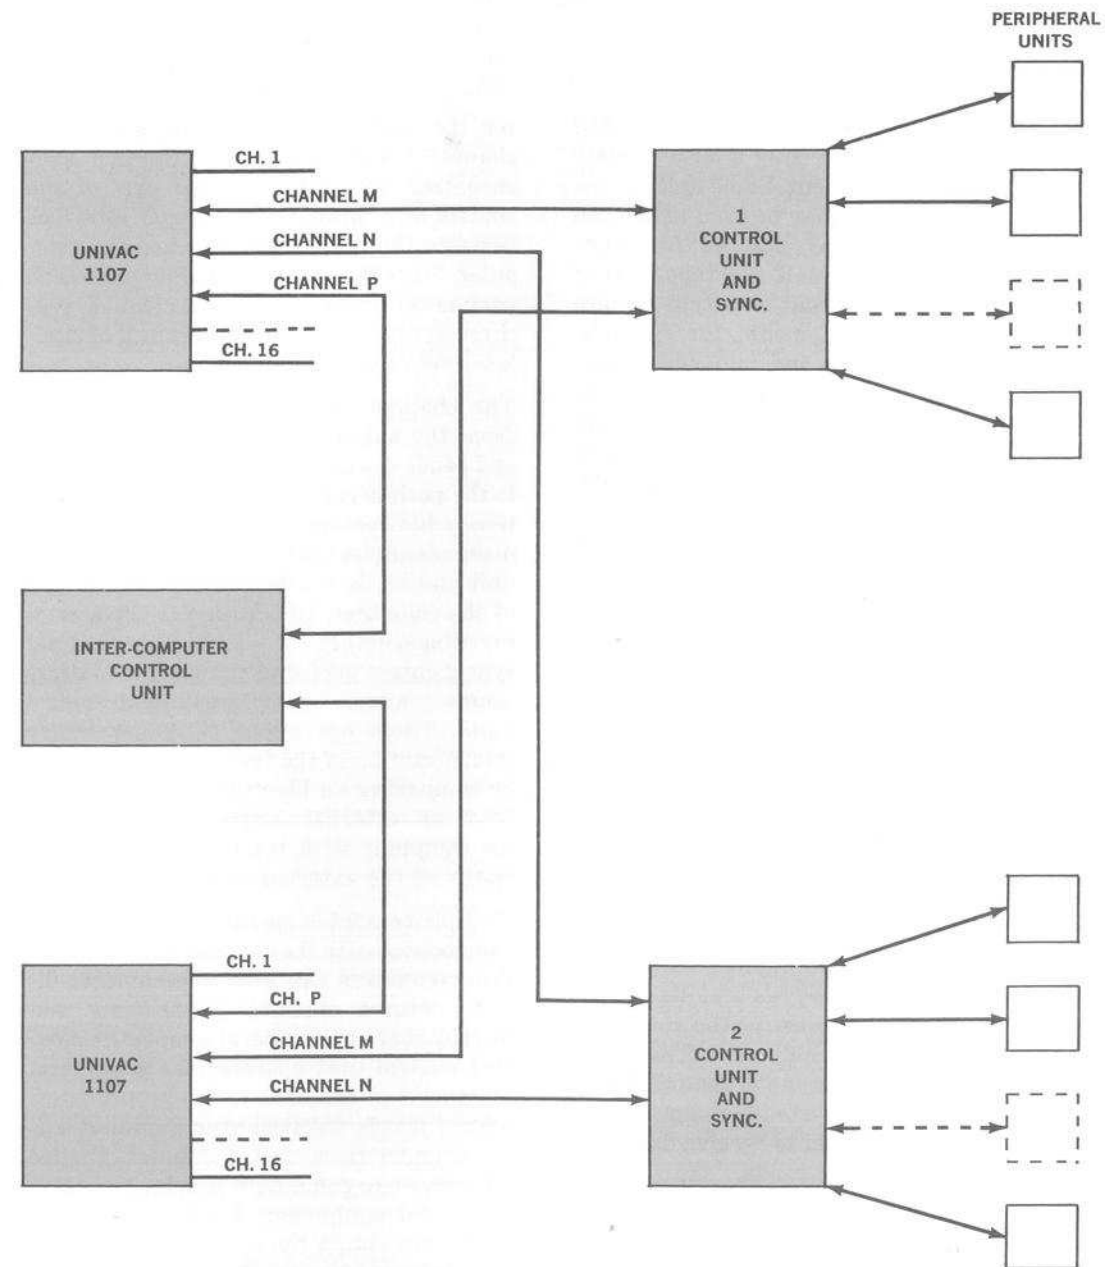 PERIPHERAL
UNITS
CH. 1
CHANNEL M
CHANNEL N
CHANNEL P
CH. 16
UNIVAC
1107
1
CONTROL
UNIT
AND
SYNC.
INTER-COMPUTER
CONTROL
UNIT
CH. 1
CH. P
CHANNEL M
CHANNEL N
CH. 16
UNIVAC
1107
2
CONTROL
UNIT
AND
SYNC.